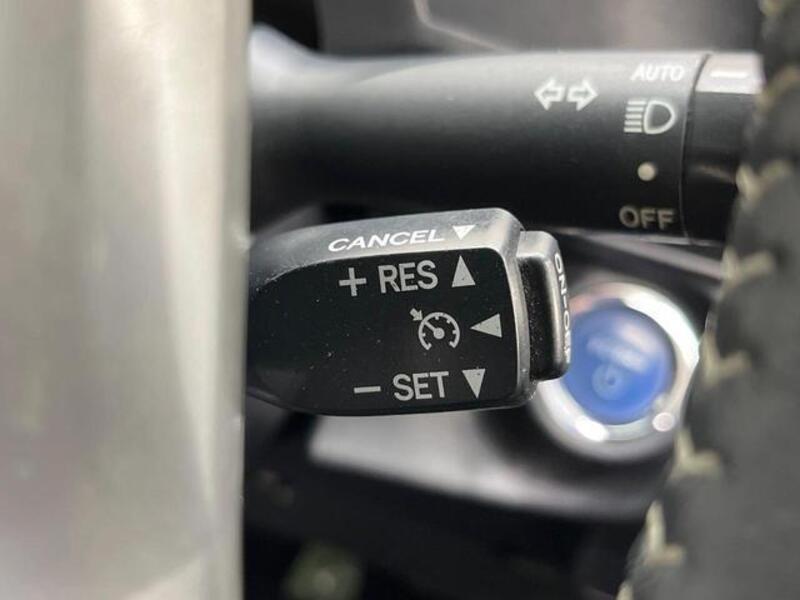 AUTO
OFF
CANCEL ▼
+ RES ▲
◀
− SET ▼
ON-OFF